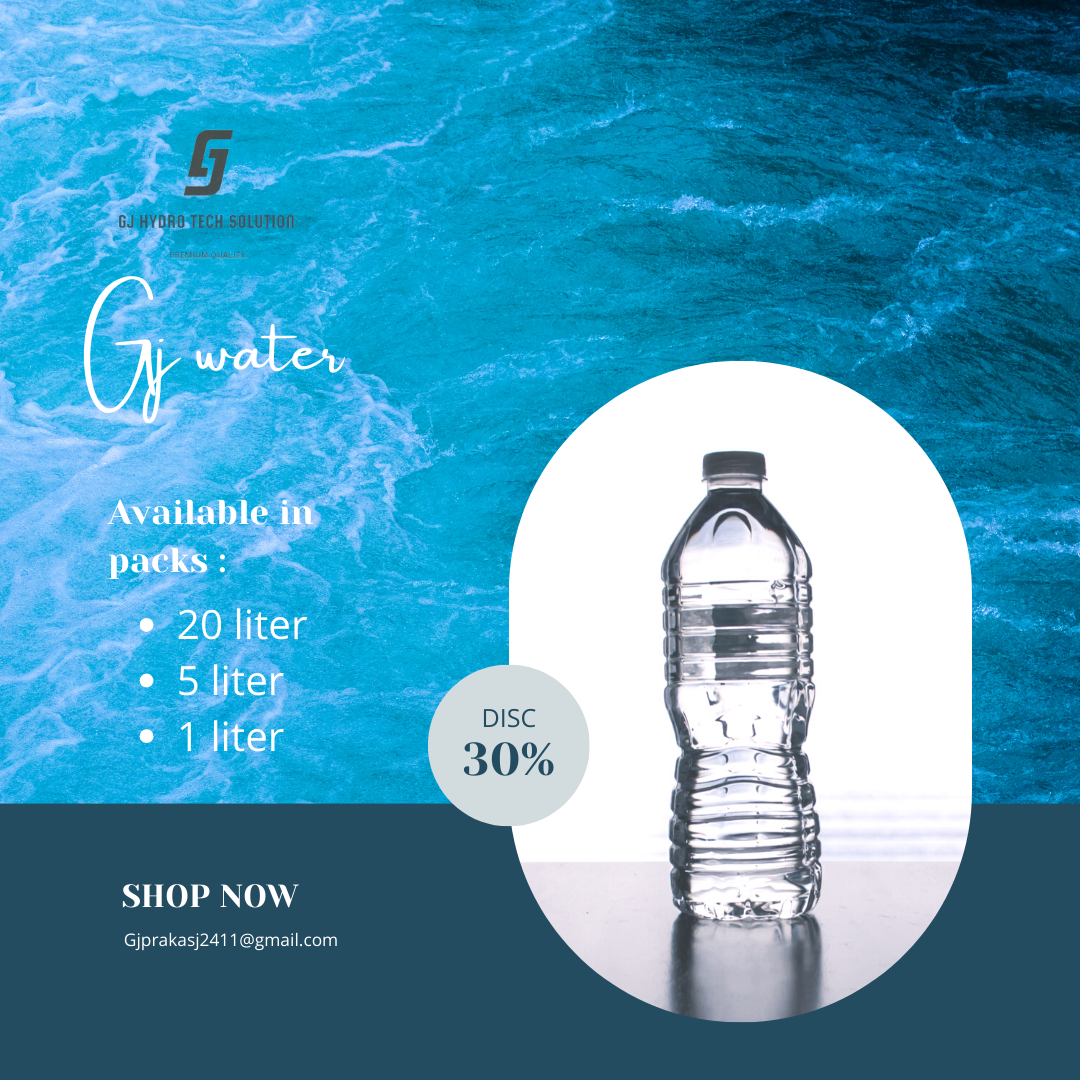 GJ HYDRO TECH SOLUTION
PREMIUM QUALITY
Gj water
Available in
packs :
• 20 liter
• 5 liter
• 1 liter
DISC
30%
SHOP NOW
Gjprakasj2411@gmail.com